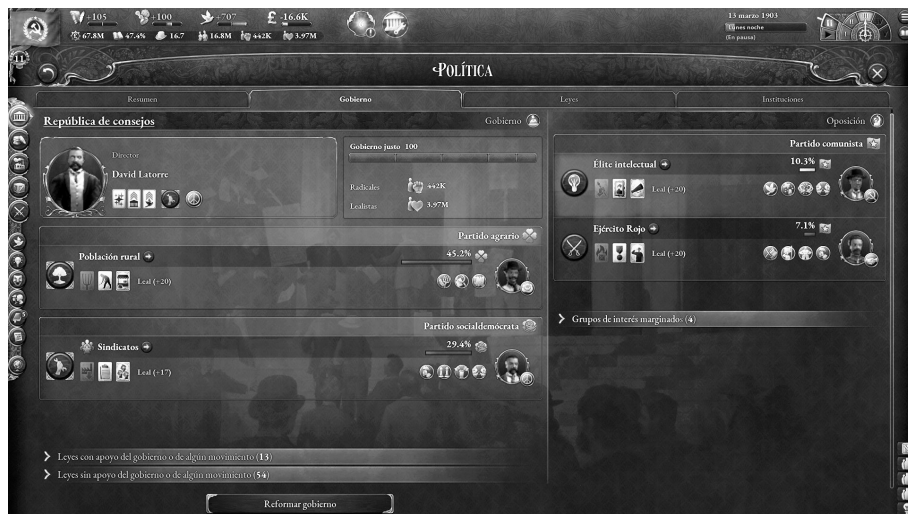 +105 +100 +707 £ -16.6K
67.8M 47.4% 16.7 16.8M 442K 3.97M
13 marzo 1903
Lunes noche
(En pausa)
11
POLÍTICA
Resumen Gobierno Leyes Instituciones
República de consejos Gobierno
Director
David Latorre
Gobierno justo 100
Radicales 442K
Lealistas 3.97M
Partido agrario
Población rural 45.2%
Leal (+20)
Partido socialdemócrata
Sindicatos 29.4%
Leal (+17)
Leyes con apoyo del gobierno o de algún movimiento (13)
Leyes sin apoyo del gobierno o de algún movimiento (54)
Reformar gobierno
Oposición
Partido comunista
Élite intelectual 10.3%
Leal (+20)
Ejército Rojo 7.1%
Leal (+20)
Grupos de interés marginados (4)